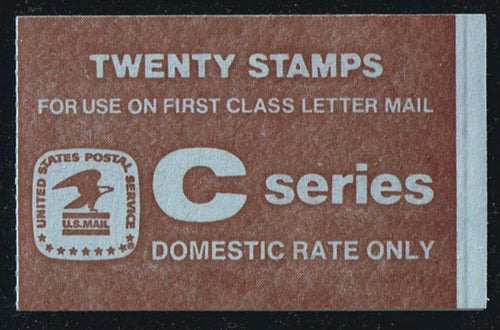 TWENTY STAMPS
FOR USE ON FIRST CLASS LETTER MAIL
UNITED STATES POSTAL SERVICE
U.S.MAIL
C series
DOMESTIC RATE ONLY